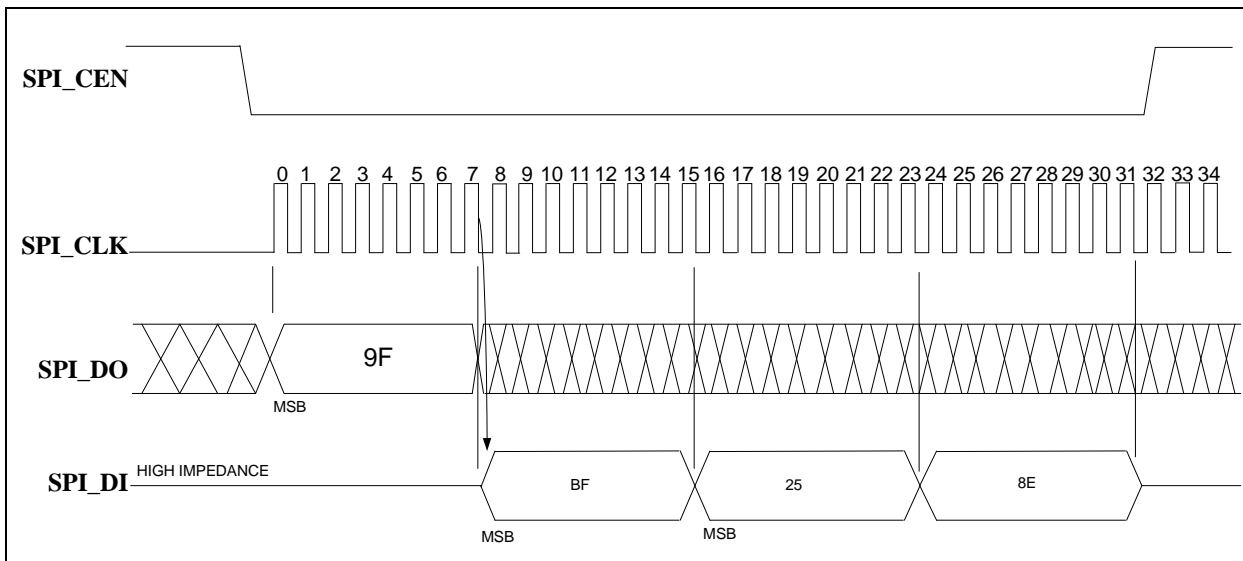 SPI_CEN
0 1 2 3 4 5 6 7 8 9 10 11 12 13 14 15 16 17 18 19 20 21 22 23 24 25 26 27 28 29 30 31 32 33 34
SPI_CLK
9F
SPI_DO
MSB
HIGH IMPEDANCE
SPI_DI
BF 25 8E
MSB MSB